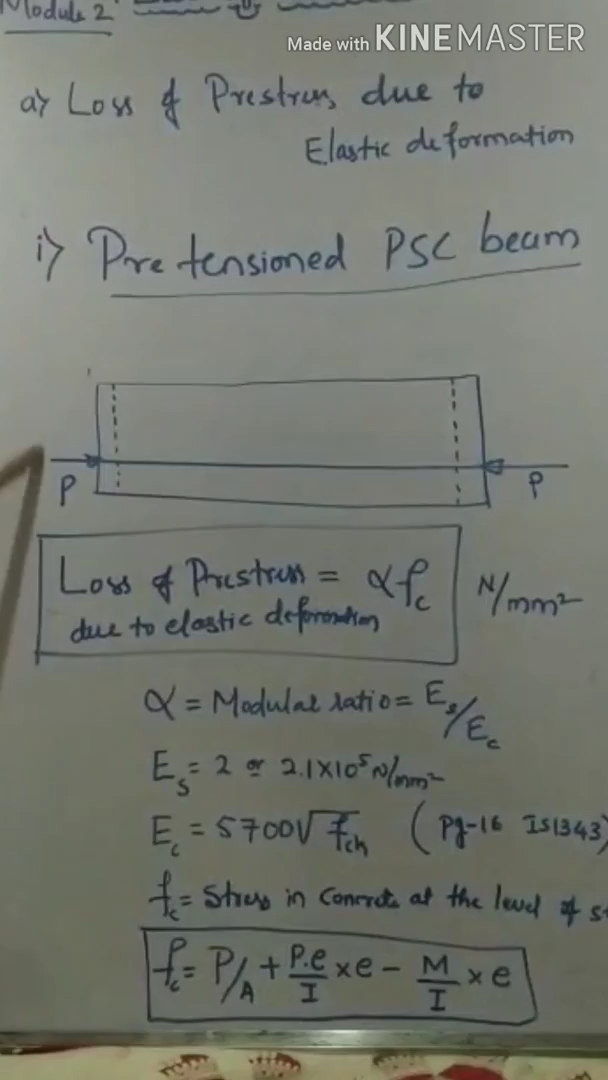 Module 2
Made with KINEMASTER
a) Loss of Prestress due to
Elastic deformation
i) Pre tensioned PSC beam
P P
Loss of Prestress = αfc N/mm²
due to elastic deformation
α = Modular ratio = Es/Ec
Es = 2 or 2.1×10⁵ N/mm²
Ec = 5700√fck (Pg-16 IS1343)
fc = Stress in Concrete at the level of
fc = P/A + P.e/I × e - M/I × e